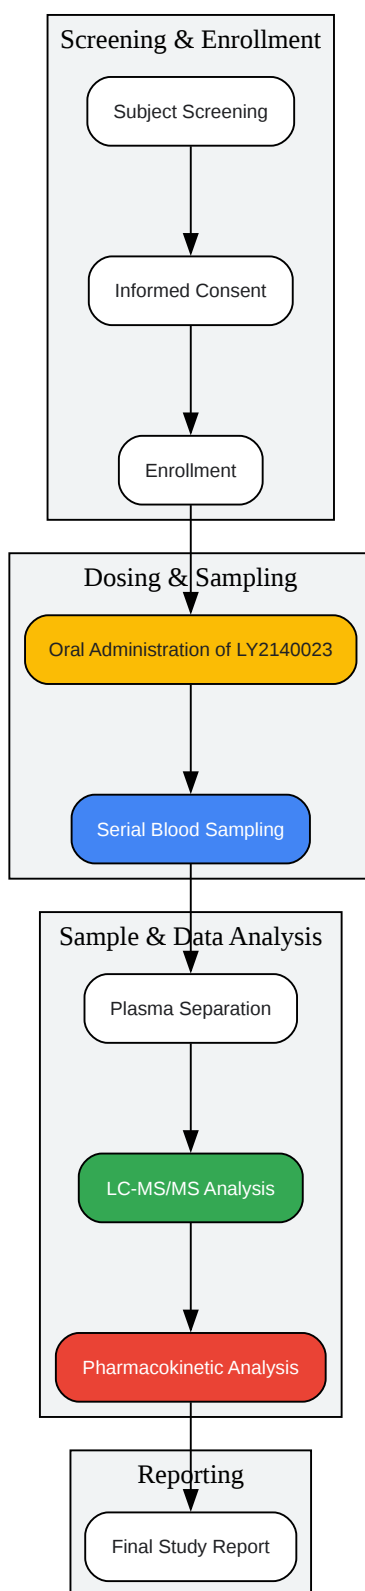 Screening & Enrollment
Subject Screening
Informed Consent
Enrollment
Dosing & Sampling
Oral Administration of LY2140023
Serial Blood Sampling
Sample & Data Analysis
Plasma Separation
LC-MS/MS Analysis
Pharmacokinetic Analysis
Reporting
Final Study Report